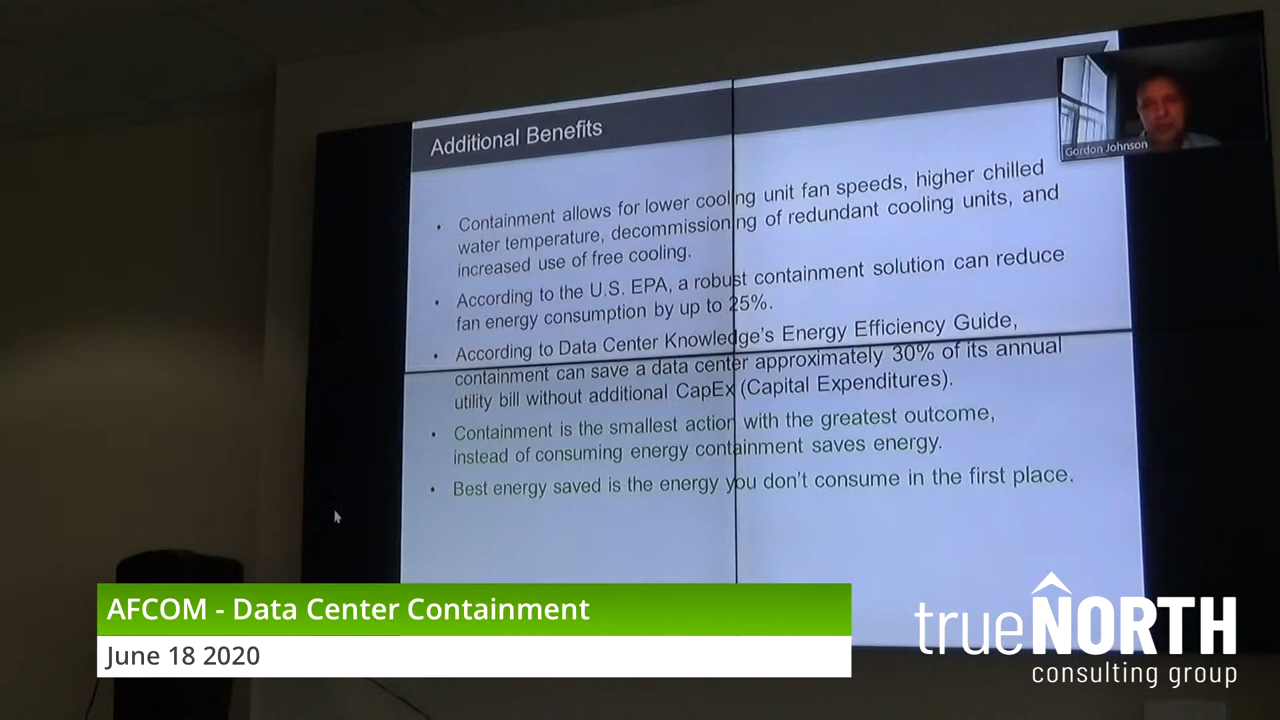 Additional Benefits
Gordon Johnson
• Containment allows for lower cooling unit fan speeds, higher chilled
water temperature, decommissioning of redundant cooling units, and
increased use of free cooling.
• According to the U.S. EPA, a robust containment solution can reduce
fan energy consumption by up to 25%.
• According to Data Center Knowledge's Energy Efficiency Guide,
containment can save a data center approximately 30% of its annual
utility bill without additional CapEx (Capital Expenditures).
• Containment is the smallest action with the greatest outcome,
instead of consuming energy containment saves energy.
• Best energy saved is the energy you don't consume in the first place.
AFCOM - Data Center Containment
June 18 2020
trueNORTH
consulting group